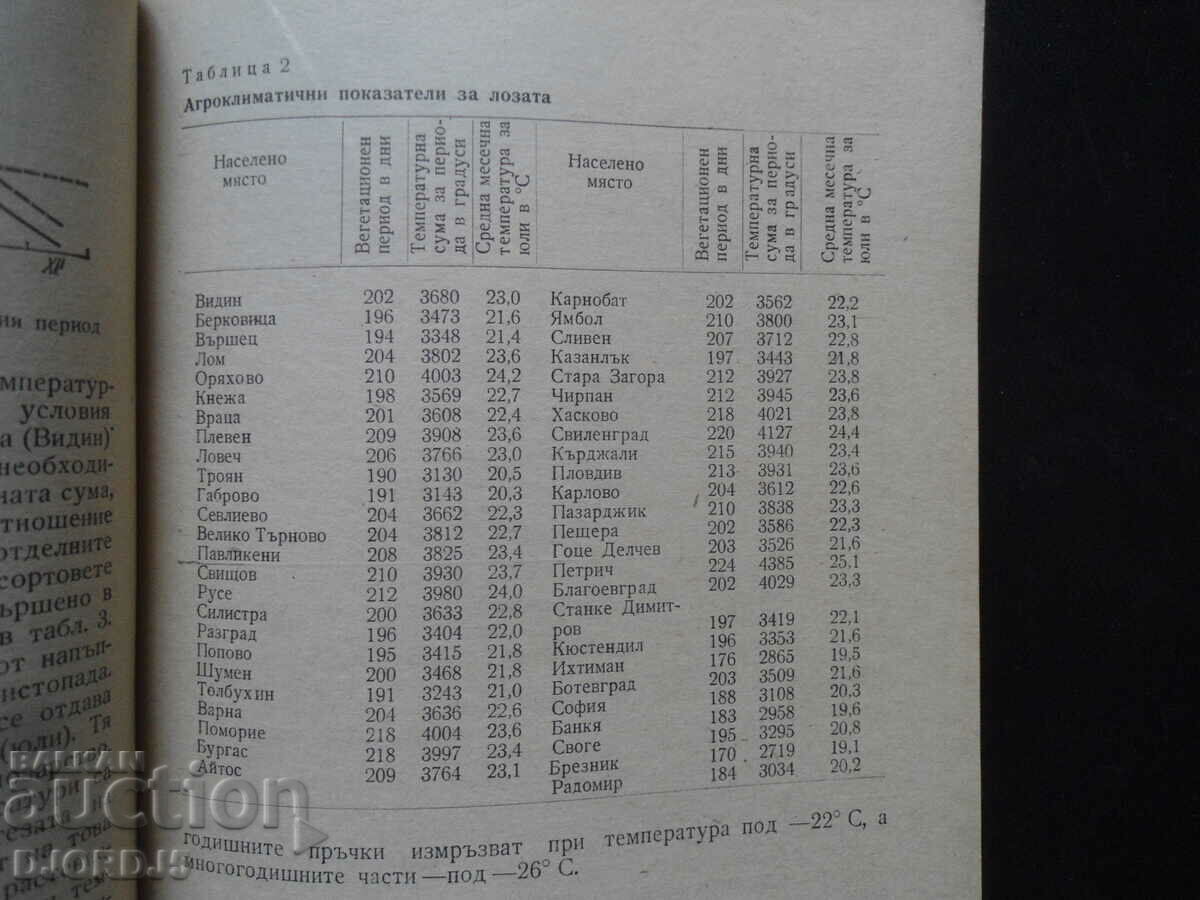 XII
ия период
мператур-
условия
а (Видин)
необходи-
ната сума,
тношение
отделните
сортовете
вършено в
в табл. 3.
от напъп-
истопада.
се отдава
(юли). Тя
Таблица 2
Агроклиматични показатели за лозата
Населено място
Вегетационен период в дни
Температурна сума за перио-да в градуси
Средна месечна температура за юли в °С
Видин 202 3680 23,0
Берковица 196 3473 21,6
Вършец 194 3348 21,4
Лом 204 3802 23,6
Оряхово 210 4003 24,2
Кнежа 198 3569 22,7
Враца 201 3608 22,4
Плевен 209 3908 23,6
Ловеч 206 3766 23,0
Троян 190 3130 20,5
Габрово 191 3143 20,3
Севлиево 204 3662 22,3
Велико Търново 204 3812 22,7
Павликени 208 3825 23,4
Свищов 210 3930 23,7
Русе 212 3980 24,0
Силистра 200 3633 22,8
Разград 196 3404 22,0
Попово 195 3415 21,8
Шумен 200 3468 21,8
Толбухин 191 3243 21,0
Варна 204 3636 22,6
Поморие 218 4004 23,6
Бургас 218 3997 23,4
Айтос 209 3764 23,1
Населено място
Вегетационен период в дни
Температурна сума за перио-да в градуси
Средна месечна температура за юли в °С
Карнобат 202 3562 22,2
Ямбол 210 3800 23,1
Сливен 207 3712 22,8
Казанлък 197 3443 21,8
Стара Загора 212 3927 23,8
Чирпан 212 3945 23,6
Хасково 218 4021 23,8
Свиленград 220 4127 24,4
Кърджали 215 3940 23,4
Пловдив 213 3931 23,6
Карлово 204 3612 22,6
Пазарджик 210 3838 23,3
Пещера 202 3586 22,3
Гоце Делчев 203 3526 21,6
Петрич 224 4385 25,1
Благоевград 202 4029 23,3
Станке Димит-
ров 197 3419 22,1
Кюстендил 196 3353 21,6
Ихтиман 176 2865 19,5
Ботевград 203 3509 21,6
София 188 3108 20,3
Банкя 183 2958 19,6
Своге 195 3295 20,8
Брезник 170 2719 19,1
Радомир 184 3034 20,2
годишните пръчки измръзват при температура под —22° С, а
многогодишните части — под —26° С.
BALKAN
auction
DJORDJ5